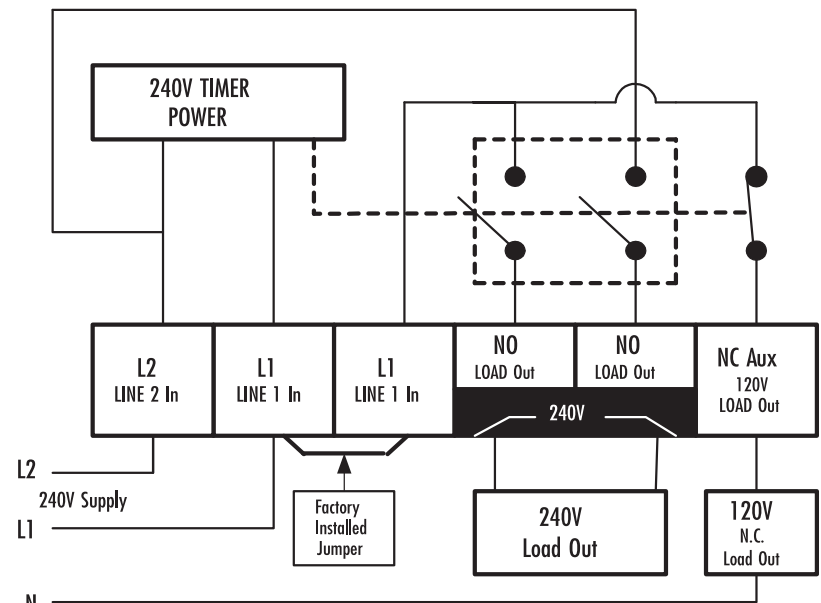 240V TIMER
POWER
L2
LINE 2 In
L1
LINE 1 In
L1
LINE 1 In
NO
LOAD Out
NO
LOAD Out
NC Aux
120V
LOAD Out
240V
L2
240V Supply
L1
Factory
Installed
Jumper
240V
Load Out
120V
N.C.
Load Out
N